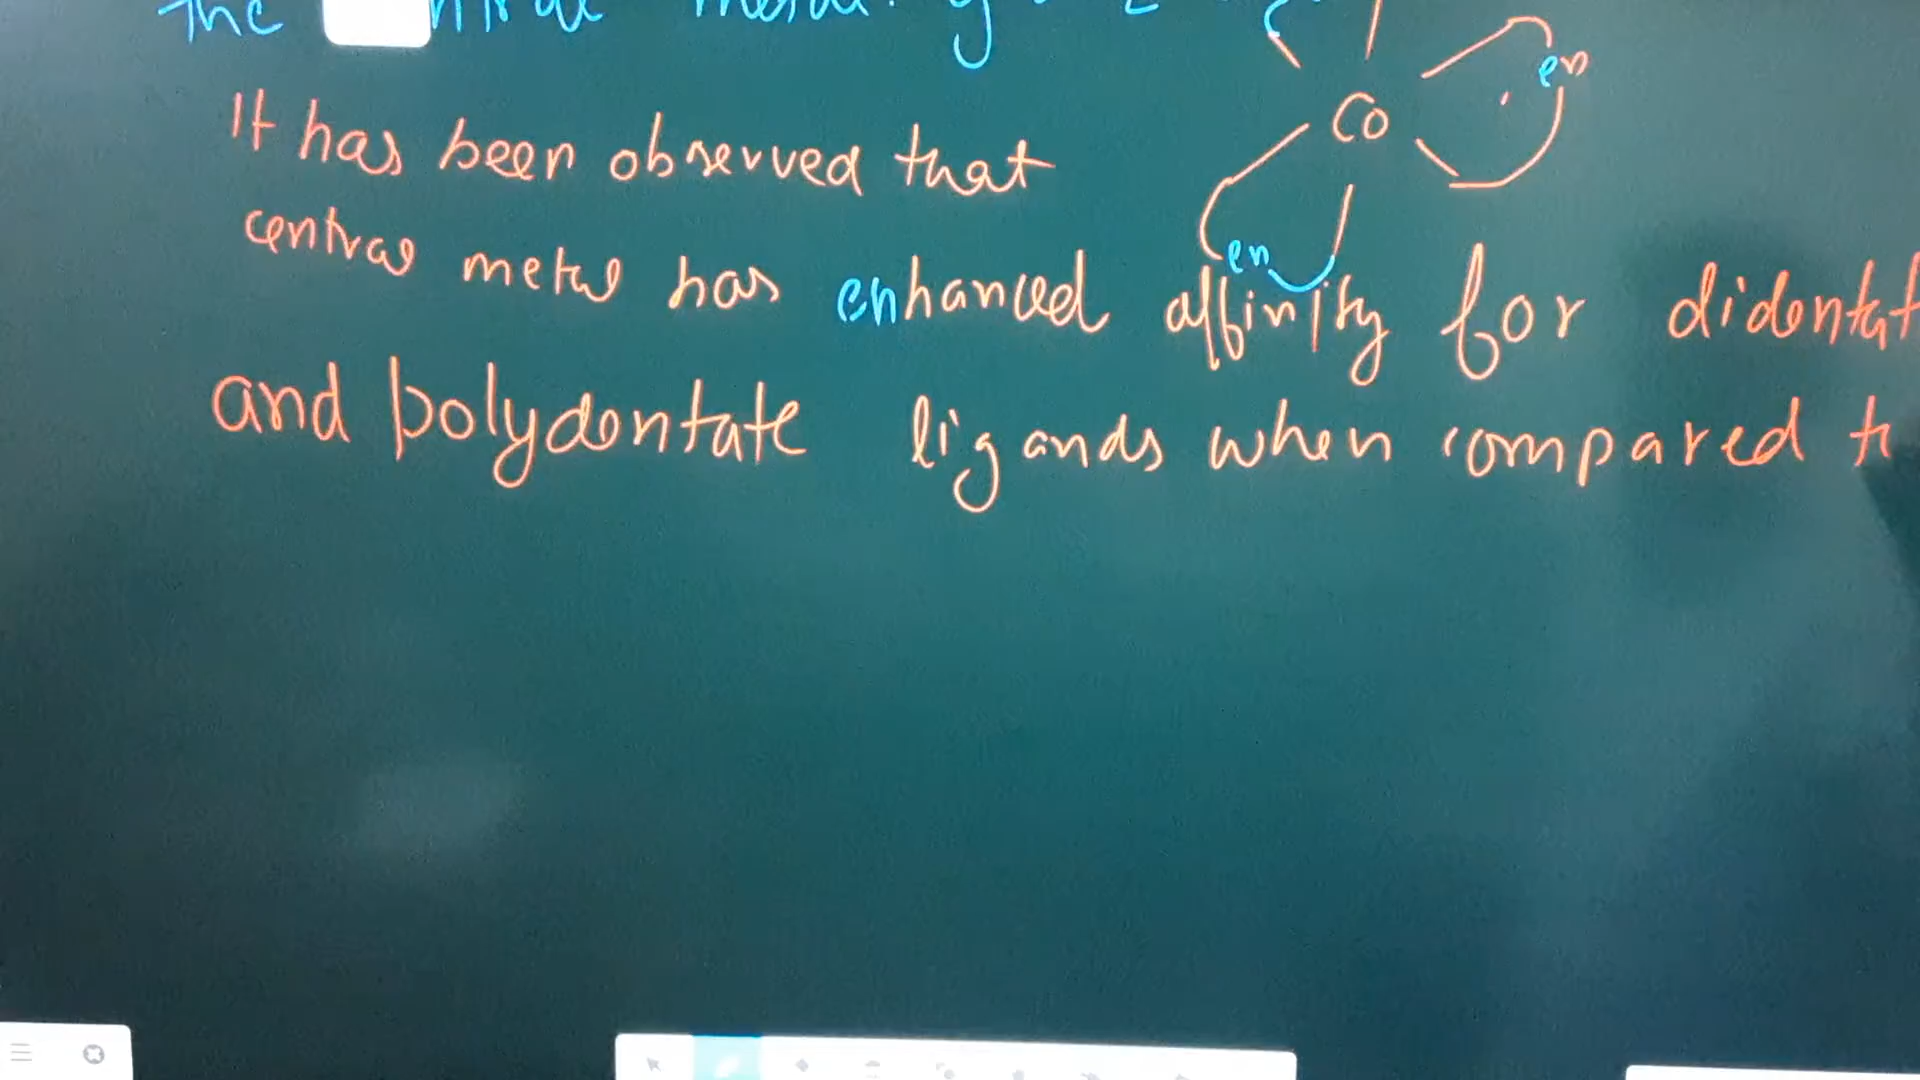 the
Co
en
It has been observed that
en
central metal has enhanced affinity for didentat
and polydentate ligands when compared t